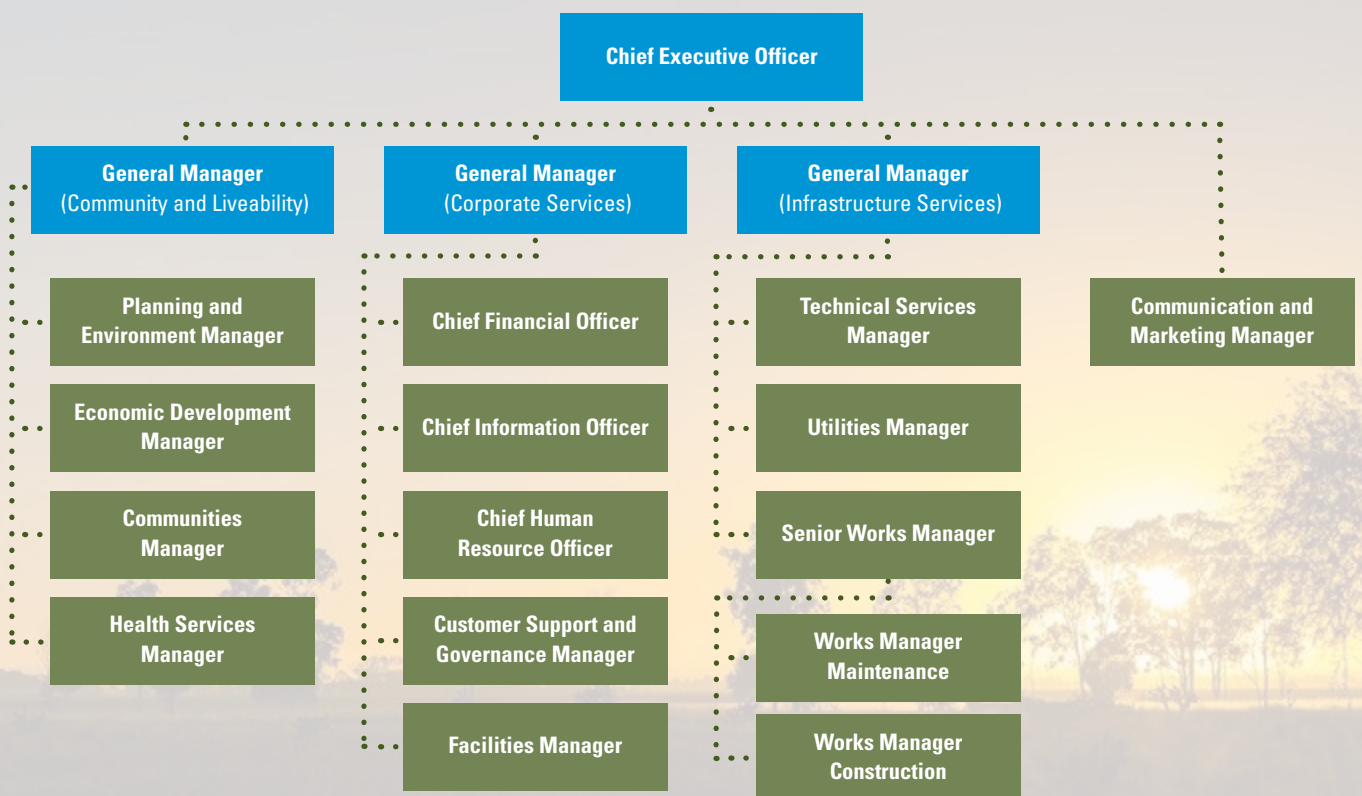 Chief Executive Officer
General Manager
(Community and Liveability)
General Manager
(Corporate Services)
General Manager
(Infrastructure Services)
Planning and
Environment Manager
Economic Development
Manager
Communities
Manager
Health Services
Manager
Chief Financial Officer
Chief Information Officer
Chief Human
Resource Officer
Customer Support and
Governance Manager
Facilities Manager
Technical Services
Manager
Utilities Manager
Senior Works Manager
Works Manager
Maintenance
Works Manager
Construction
Communication and
Marketing Manager